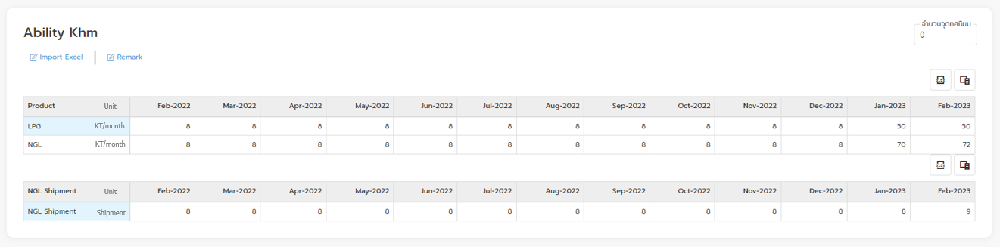 Ability Khm
จำนวนจุดทศนิยม
0
Import Excel
Remark
Product Unit Feb-2022 Mar-2022 Apr-2022 May-2022 Jun-2022 Jul-2022 Aug-2022 Sep-2022 Oct-2022 Nov-2022 Dec-2022 Jan-2023 Feb-2023
LPG KT/month 8 8 8 8 8 8 8 8 8 8 8 50 50
NGL KT/month 8 8 8 8 8 8 8 8 8 8 8 70 72
NGL Shipment Unit Feb-2022 Mar-2022 Apr-2022 May-2022 Jun-2022 Jul-2022 Aug-2022 Sep-2022 Oct-2022 Nov-2022 Dec-2022 Jan-2023 Feb-2023
NGL Shipment Shipment 8 8 8 8 8 8 8 8 8 8 8 8 9